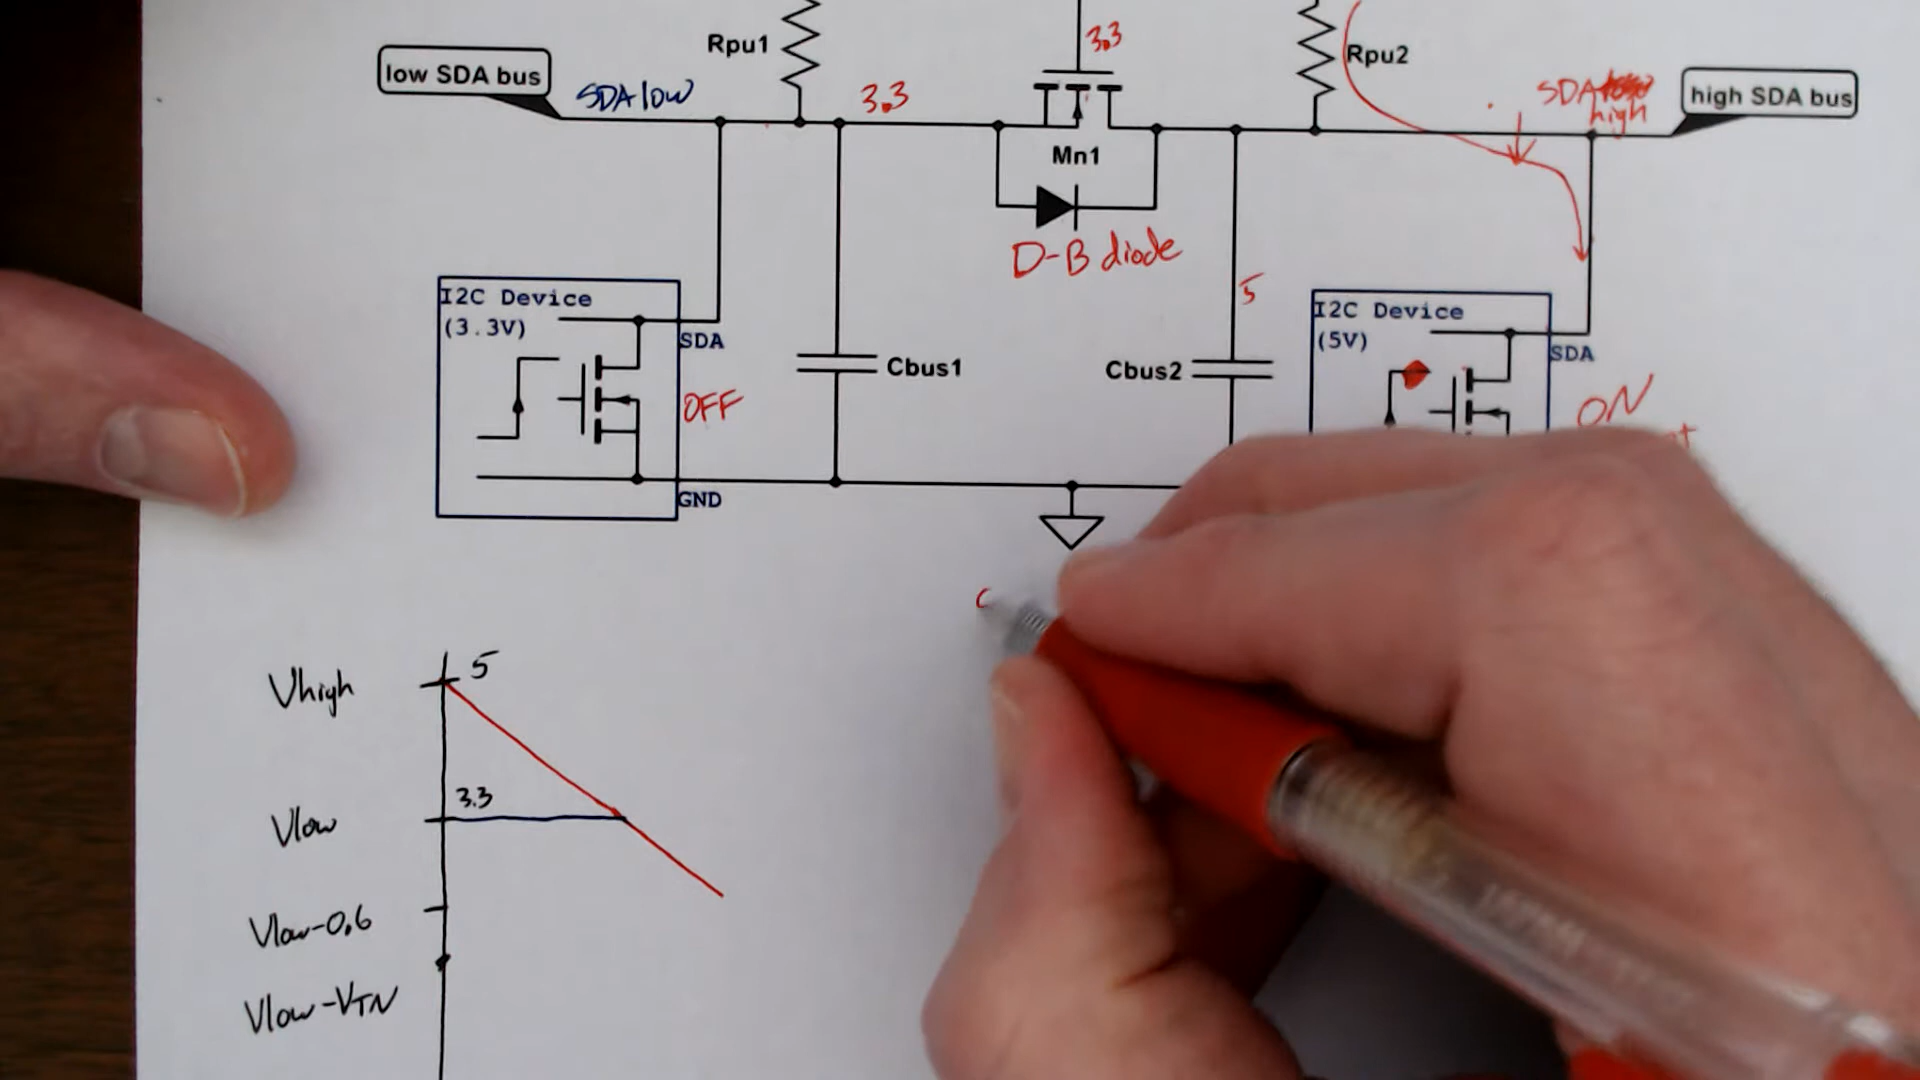 Rpu1
3.3
Rpu2
low SDA bus
SDA low
3.3
SDA
high
high SDA bus
Mn1
D-B diode
5
I2C Device
(3.3V)
SDA
OFF
Cbus1
Cbus2
I2C Device
(5V)
SDA
ON
GND
Vhigh
5
Vlow
3.3
Vlow-0.6
Vlow-VTN